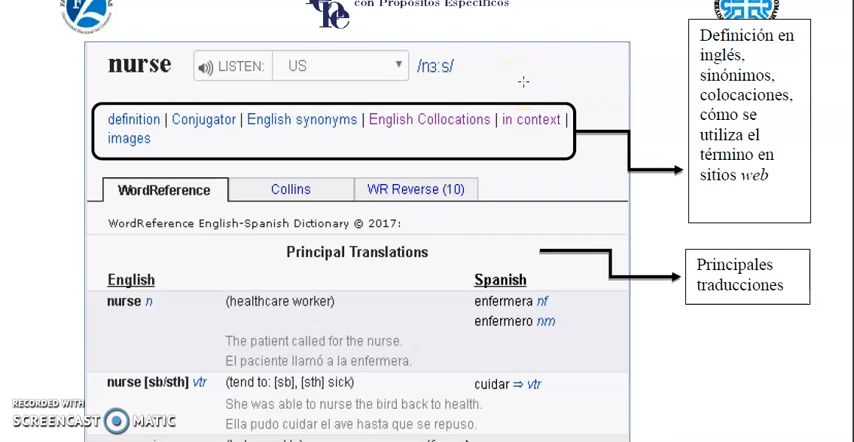 con Propósitos Específicos
nurse
LISTEN:
US
/nɜːs/
definition | Conjugator | English synonyms | English Collocations | in context |
images
WordReference
Collins
WR Reverse (10)
WordReference English-Spanish Dictionary © 2017:
Principal Translations
English
Spanish
nurse n
(healthcare worker)
enfermera nf
enfermero nm
The patient called for the nurse.
El paciente llamó a la enfermera.
nurse [sb/sth] vtr
(tend to: [sb], [sth] sick)
cuidar ⇒ vtr
She was able to nurse the bird back to health.
Ella pudo cuidar el ave hasta que se repuso.
Definición en
inglés,
sinónimos,
colocaciones,
cómo se
utiliza el
término en
sitios web
Principales
traducciones
RECORDED WITH
SCREENCAST MATIC